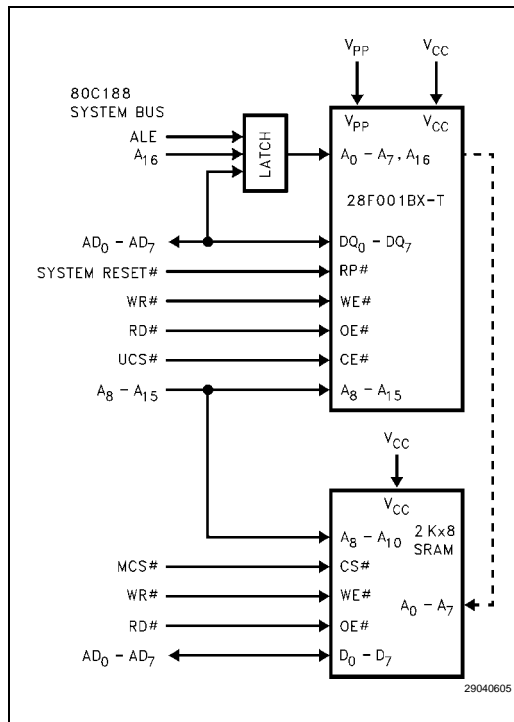 V_PP V_CC
80C188
SYSTEM BUS
V_PP V_CC
ALE
A_16
LATCH
A_0 - A_7 , A_16
28F001BX-T
AD_0 - AD_7
DQ_0 - DQ_7
SYSTEM RESET#
RP#
WR#
WE#
RD#
OE#
UCS#
CE#
A_8 - A_15
A_8 - A_15
V_CC
V_CC
2 Kx8
SRAM
A_8 - A_10
MCS#
CS#
WR#
WE#
A_0 - A_7
RD#
OE#
AD_0 - AD_7
D_0 - D_7
29040605